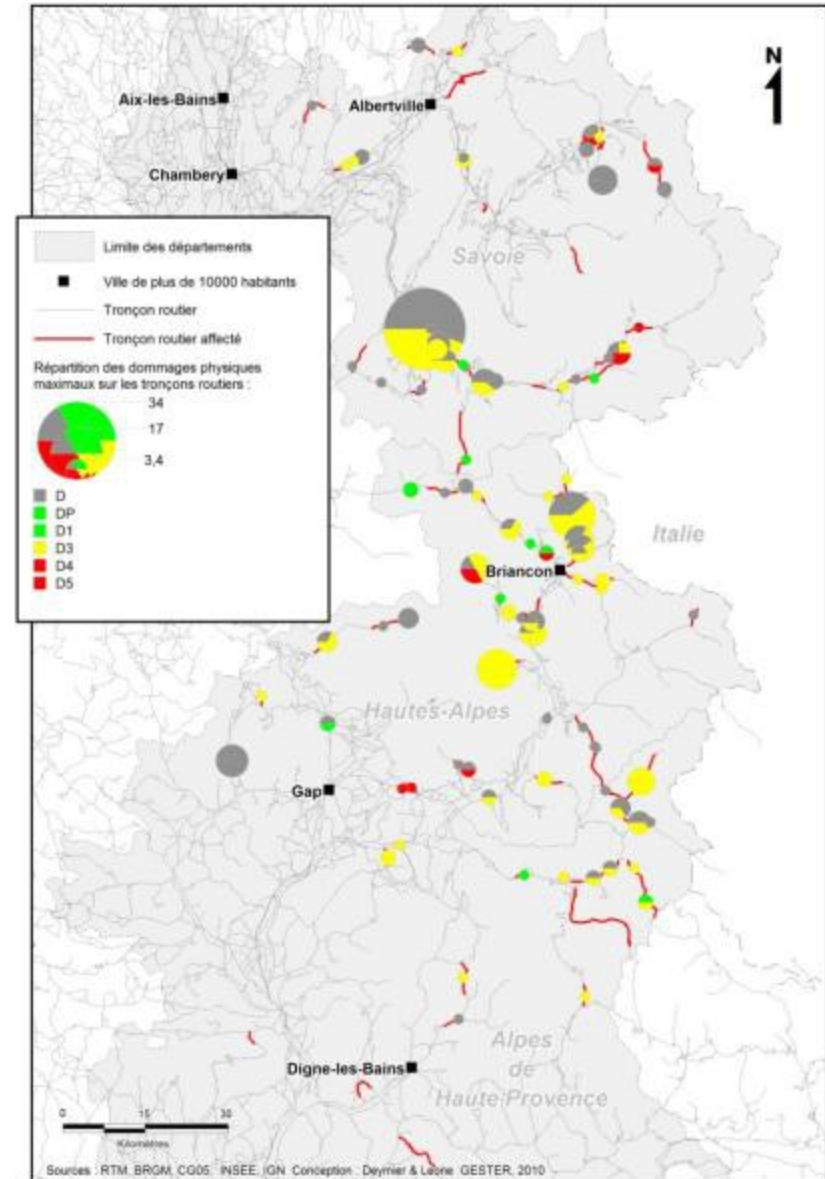 N
Aix-les-Bains
Albertville
Chambery
Savoie
Limite des départements
Ville de plus de 10000 habitants
Tronçon routier
Tronçon routier affecté
Répartition des dommages physiques
maximaux sur les tronçons routiers :
34
17
3,4
D
DP
D1
D3
D4
D5
Italie
Briancon
Hautes-Alpes
Gap
Digne-les-Bains
Alpes
de
Haute Provence
0 15 30
Kilomètres
Sources : RTM, BRGM, CG05, INSEE, IGN Conception : Deymier & Leone GESTER, 2010